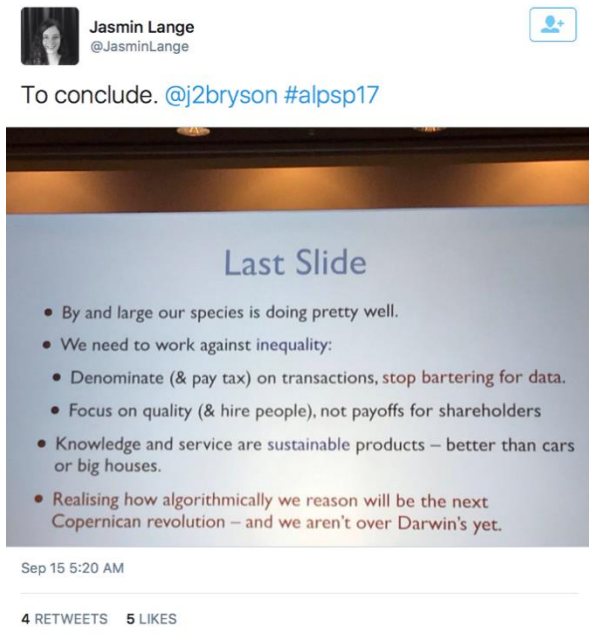 Jasmin Lange
@JasminLange
To conclude. @j2bryson #alpsp17
Last Slide
• By and large our species is doing pretty well.
• We need to work against inequality:
• Denominate (& pay tax) on transactions, stop bartering for data.
• Focus on quality (& hire people), not payoffs for shareholders
• Knowledge and service are sustainable products – better than cars
or big houses.
• Realising how algorithmically we reason will be the next
Copernican revolution – and we aren't over Darwin's yet.
Sep 15 5:20 AM
4 RETWEETS 5 LIKES